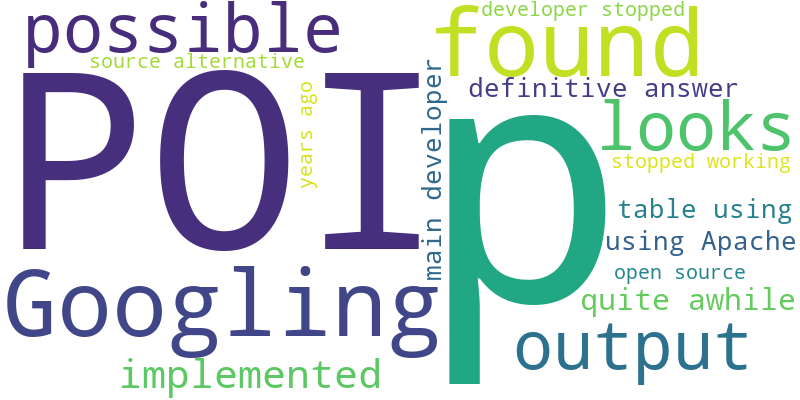 possible
developer stopped
found
source alternative
POI
years ago
main developer
definitive answer
p
looks
stopped working
table using
using Apache
open source
Googling
quite awhile
output
implemented